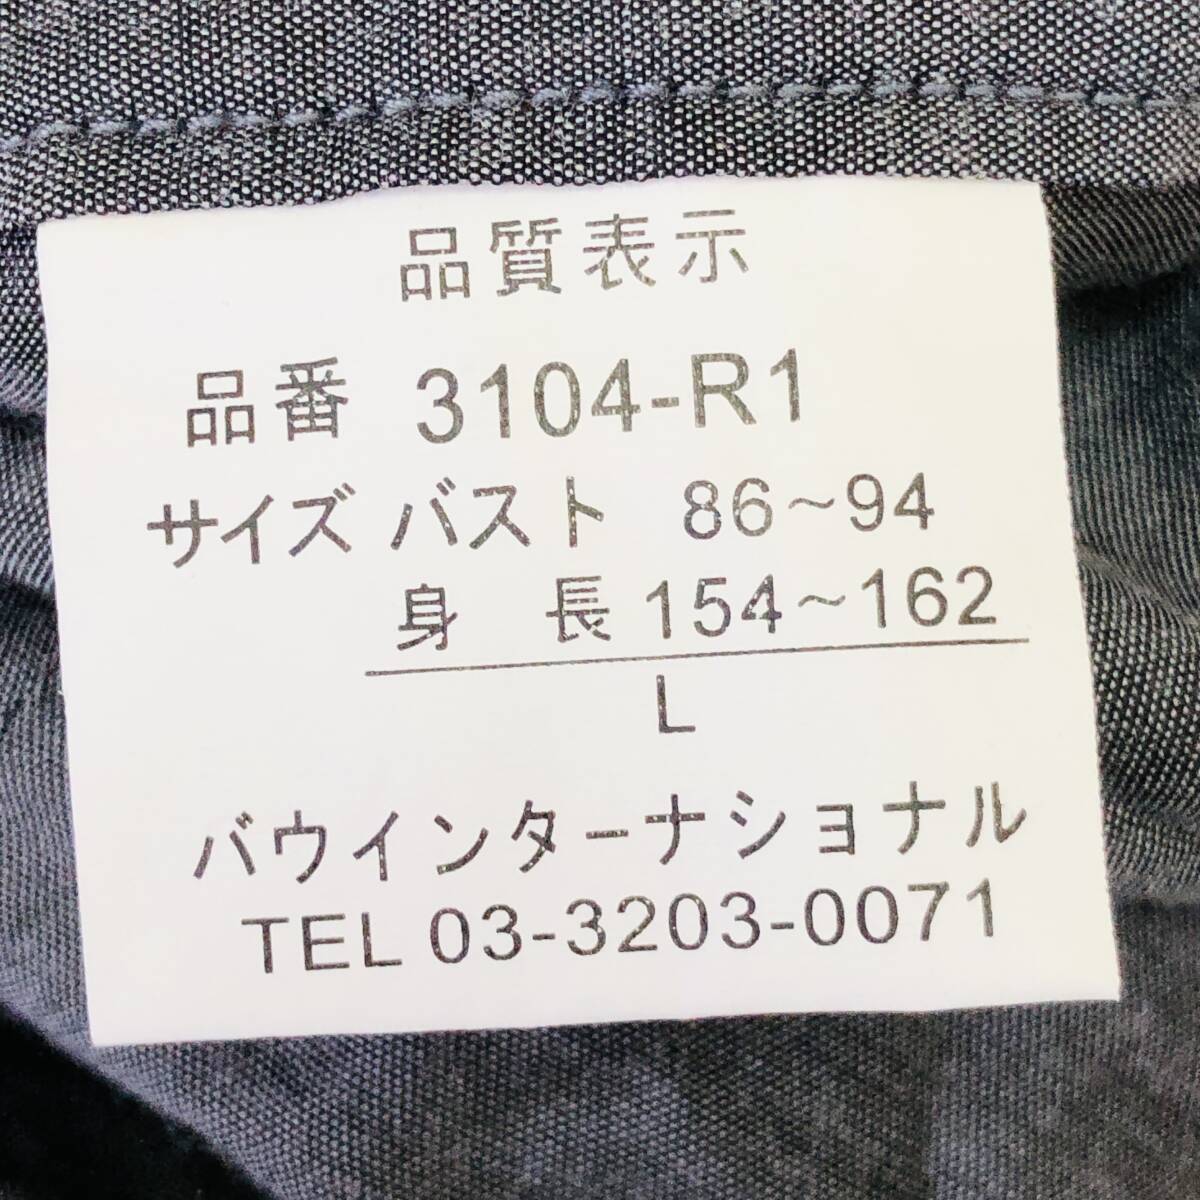 品質表示
品番 3104-R1
サイズ バスト 86~94
身 長 154~162
L
バウインターナショナル
TEL 03-3203-0071